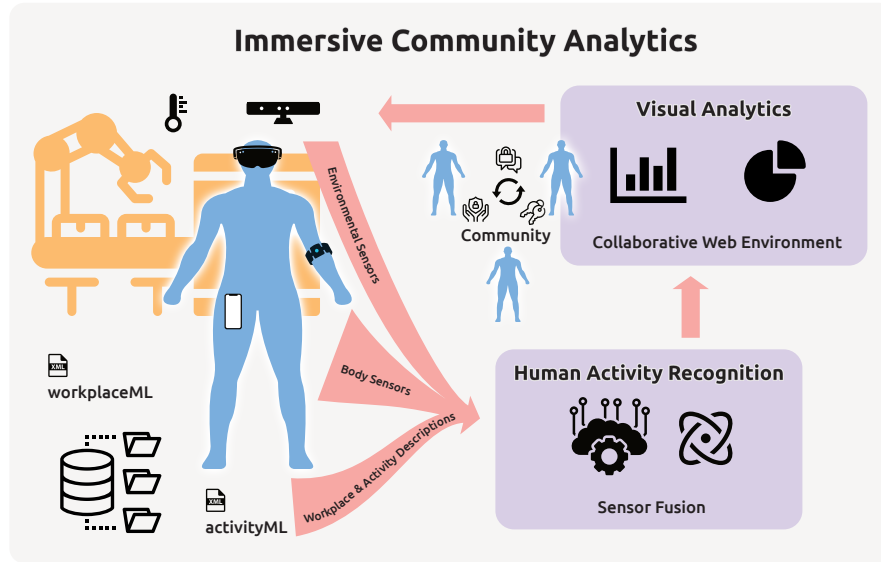 Immersive Community Analytics
Visual Analytics
Collaborative Web Environment
Community
Environmental Sensors
Body Sensors
Workplace & Activity Descriptions
Human Activity Recognition
Sensor Fusion
XML
workplaceML
XML
activityML